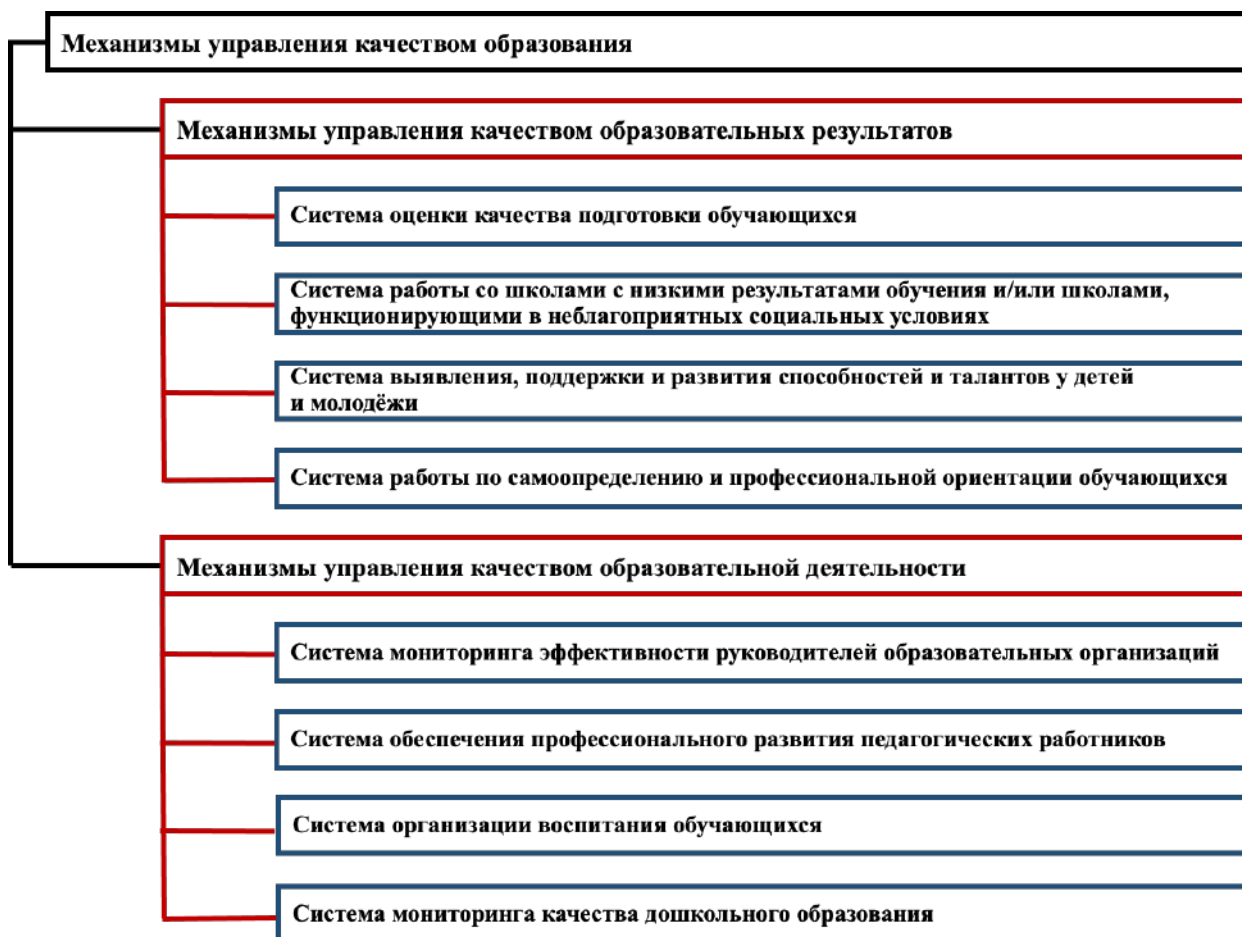 Механизмы управления качеством образования
Механизмы управления качеством образовательных результатов
Система оценки качества подготовки обучающихся
Система работы со школами с низкими результатами обучения и/или школами,
функционирующими в неблагоприятных социальных условиях
Система выявления, поддержки и развития способностей и талантов у детей
и молодёжи
Система работы по самоопределению и профессиональной ориентации обучающихся
Механизмы управления качеством образовательной деятельности
Система мониторинга эффективности руководителей образовательных организаций
Система обеспечения профессионального развития педагогических работников
Система организации воспитания обучающихся
Система мониторинга качества дошкольного образования